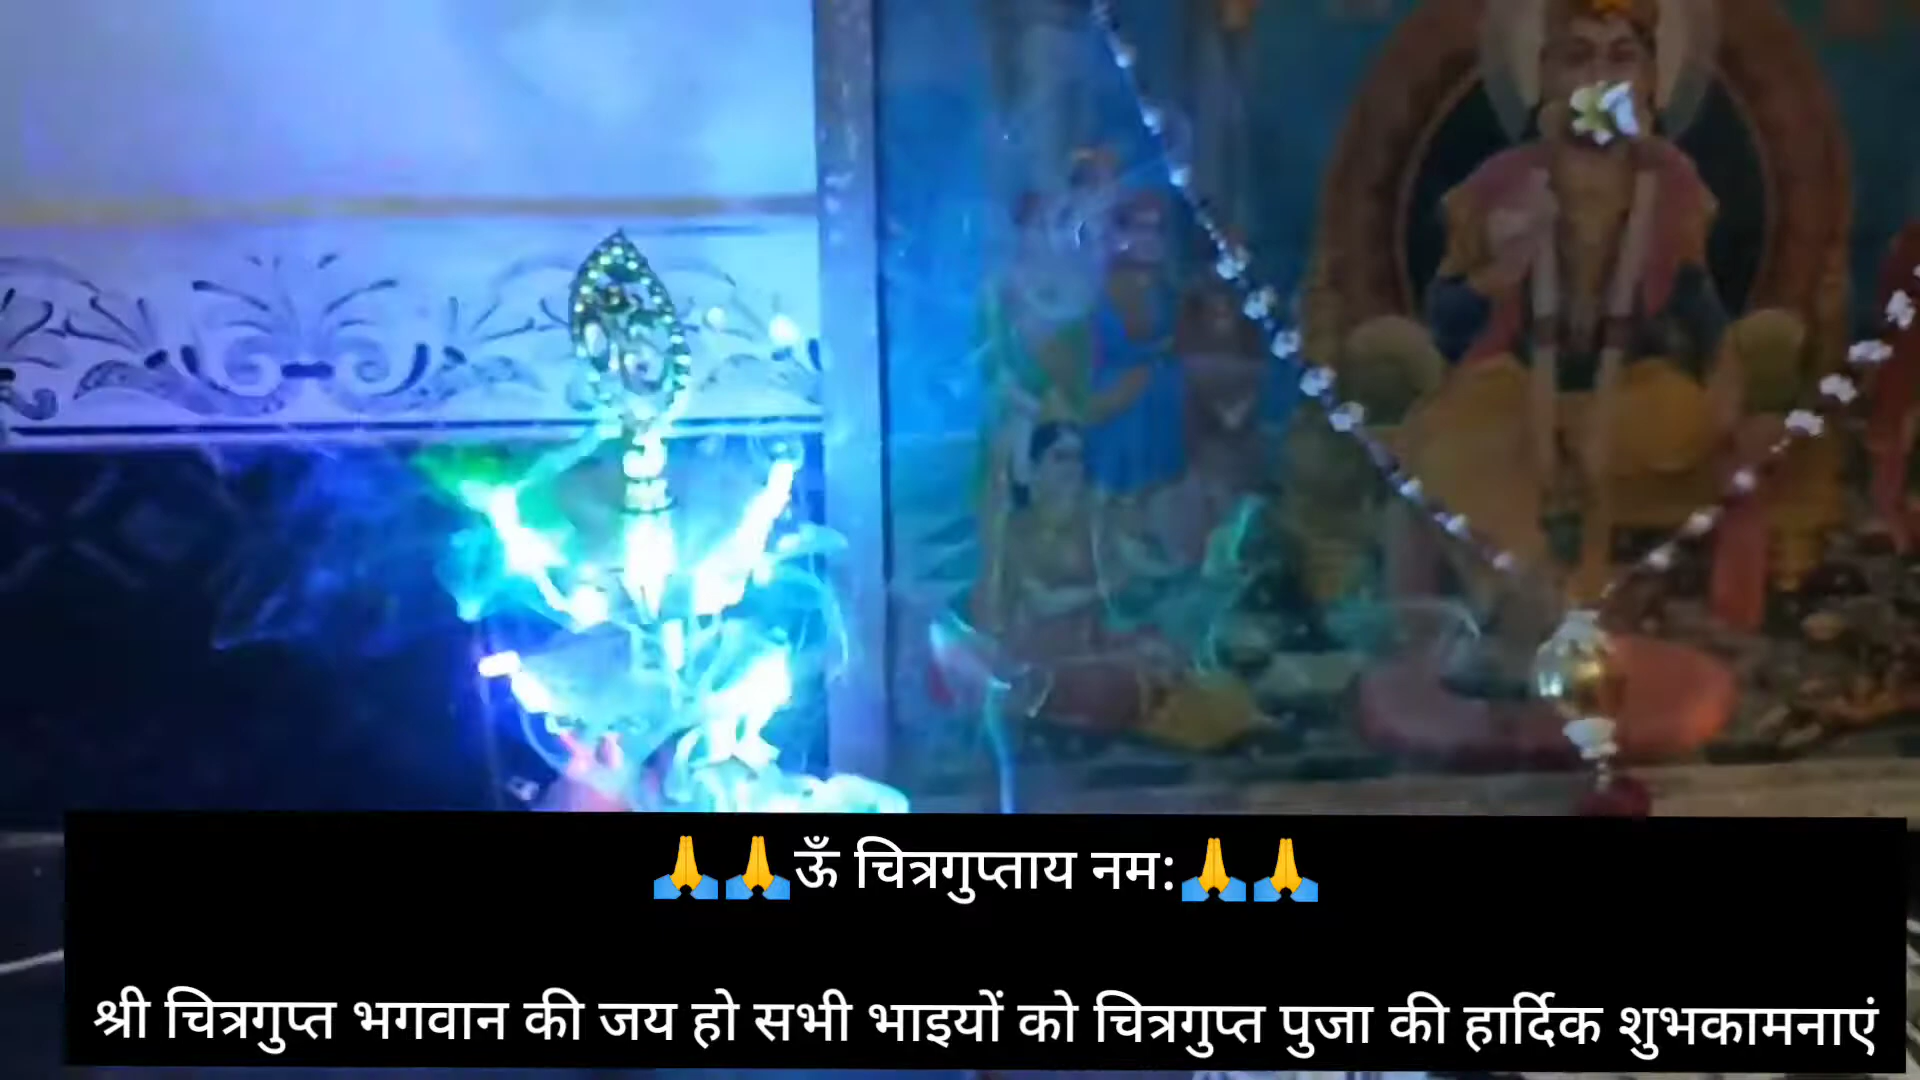 🙏🙏ऊँ चित्रगुप्ताय नम:🙏🙏
श्री चित्रगुप्त भगवान की जय हो सभी भाइयों को चित्रगुप्त पुजा की हार्दिक शुभकामनाएं